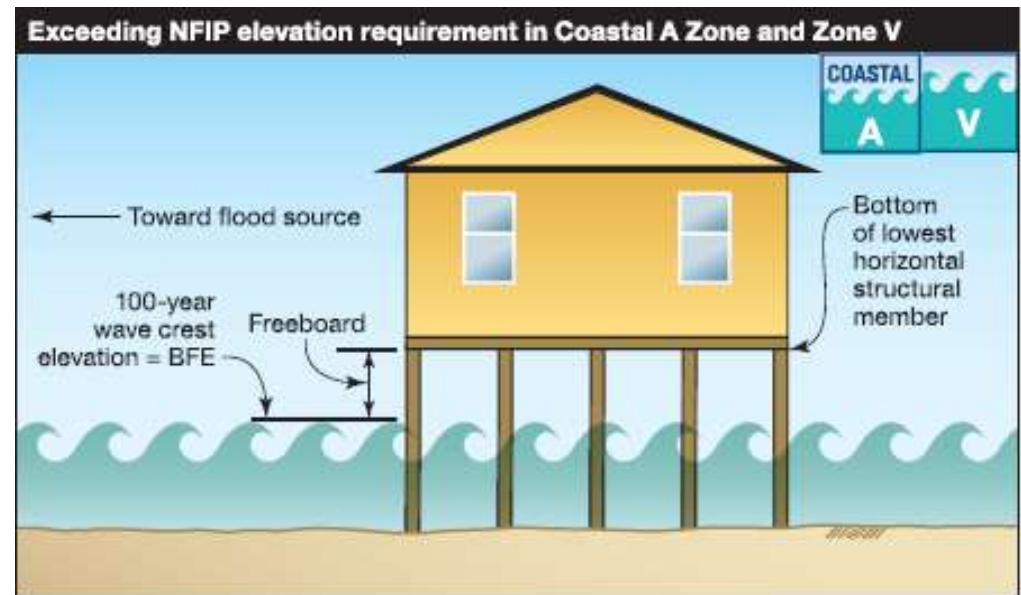 Exceeding NFIP elevation requirement in Coastal A Zone and Zone V
COASTAL
A
V
Toward flood source
Bottom
of lowest
horizontal
structural
member
100-year
wave crest
elevation = BFE
Freeboard